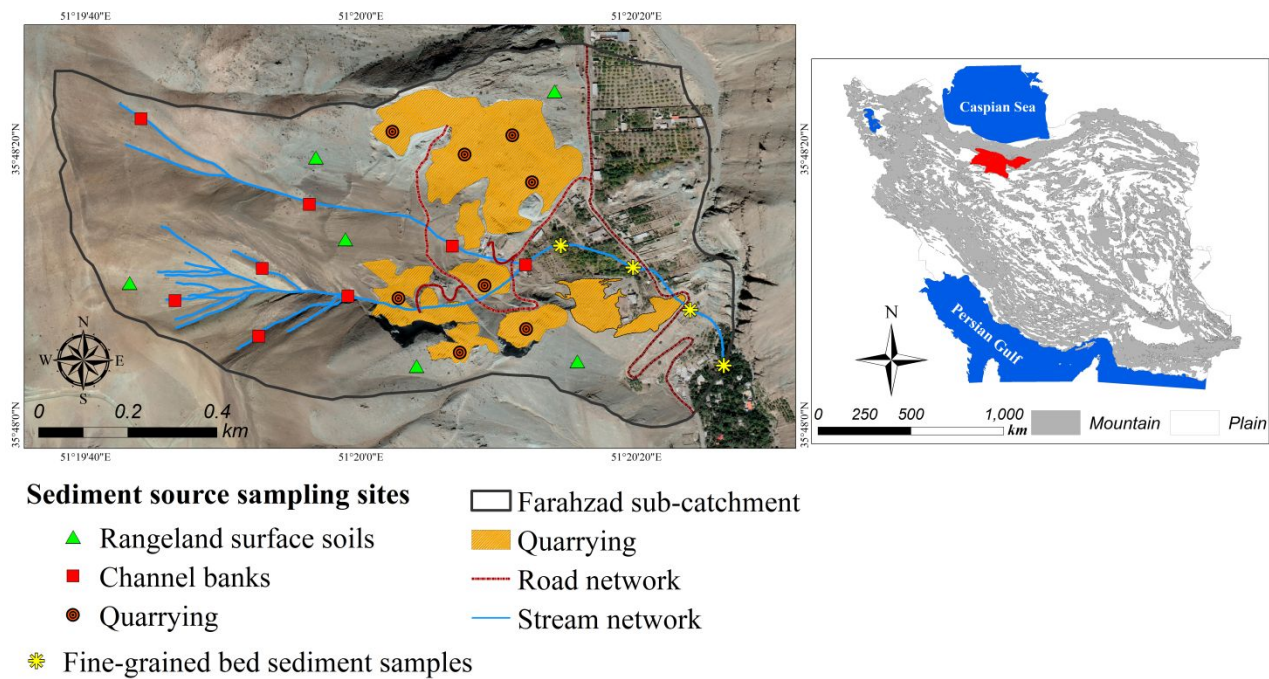 51°19'40"E 51°20'0"E 51°20'20"E
35°48'20"N
35°48'20"N
35°48'0"N
35°48'0"N
N
W E
S
0 0.2 0.4
km
51°19'40"E 51°20'0"E 51°20'20"E
Caspian Sea
Persian Gulf
N
0 250 500 1,000
km
Mountain Plain
Sediment source sampling sites
Rangeland surface soils
Channel banks
Quarrying
Fine-grained bed sediment samples
Farahzad sub-catchment
Quarrying
Road network
Stream network